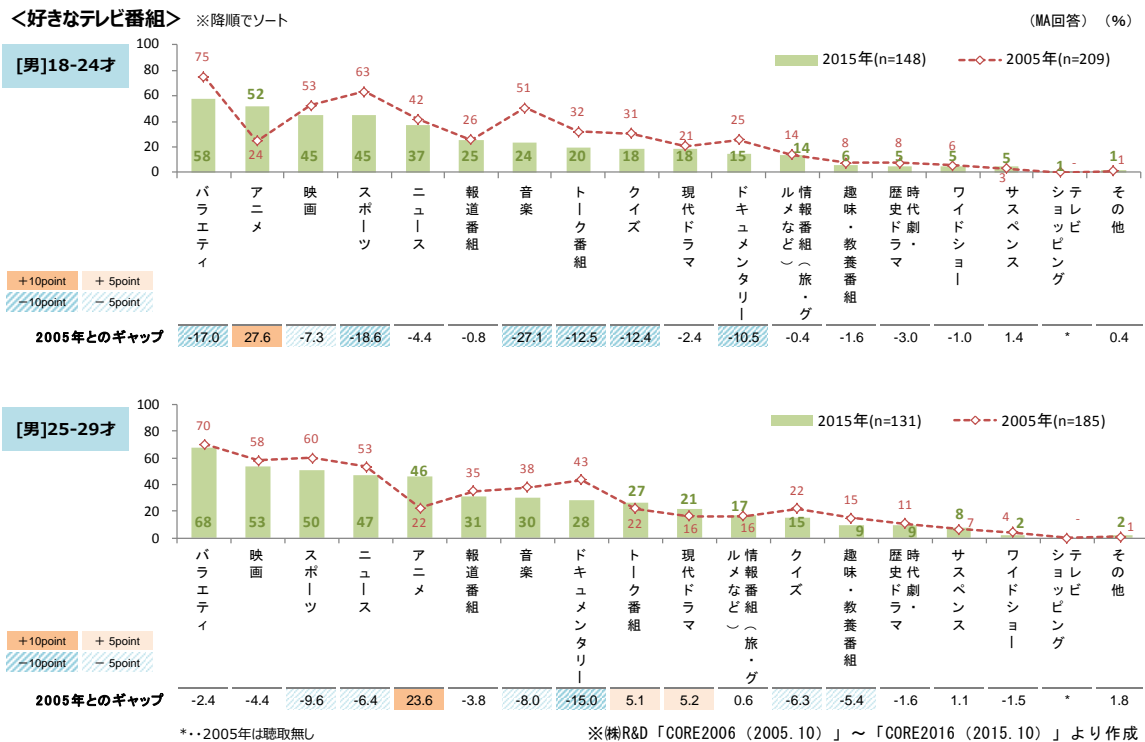 ＜好きなテレビ番組＞ ※降順でソート
(MA回答) (%)
[男]18-24才
2015年(n=148) 2005年(n=209)
100
80
60
40
20
0
75 24 53 63 42 26 51 32 31 21 25 14 8 8 6 3 - 1
58 52 45 45 37 25 24 20 18 18 15 14 6 5 5 5 1 1
バラエティ
アニメ
映画
スポーツ
ニュース
報道番組
音楽
トーク番組
クイズ
現代ドラマ
ドキュメンタリー
情報番組（旅・グ
ルメなど）
趣味・教養番組
時代劇・
歴史ドラマ
ワイドショー
サスペンス
テレビ
ショッピング
その他
＋10point ＋ 5point
－10point － 5point
2005年とのギャップ -17.0 27.6 -7.3 -18.6 -4.4 -0.8 -27.1 -12.5 -12.4 -2.4 -10.5 -0.4 -1.6 -3.0 -1.0 1.4 * 0.4
[男]25-29才
2015年(n=131) 2005年(n=185)
100
80
60
40
20
0
70 58 60 53 22 35 38 43 22 16 16 22 15 11 7 4 - 1
68 53 50 47 46 31 30 28 27 21 17 15 9 9 8 2 2
バラエティ
映画
スポーツ
ニュース
アニメ
報道番組
音楽
ドキュメンタリー
トーク番組
現代ドラマ
情報番組（旅・グ
ルメなど）
クイズ
趣味・教養番組
時代劇・
歴史ドラマ
サスペンス
ワイドショー
テレビ
ショッピング
その他
＋10point ＋ 5point
－10point － 5point
2005年とのギャップ -2.4 -4.4 -9.6 -6.4 23.6 -3.8 -8.0 -15.0 5.1 5.2 0.6 -6.3 -5.4 -1.6 1.1 -1.5 * 1.8
*・・2005年は聴取無し
※㈱R&D「CORE2006（2005.10）」～「CORE2016（2015.10）」より作成